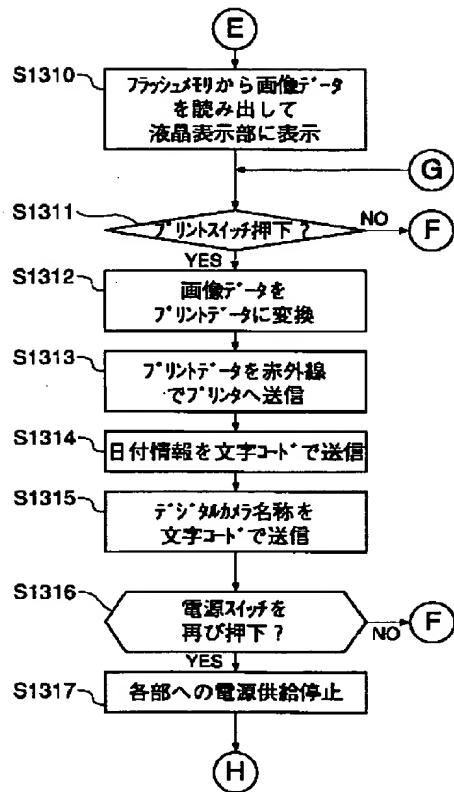 E
S1310
フラッシュメモリから画像データ
を読み出して
液晶表示部に表示
G
S1311
プリントスイッチ押下？
NO
F
YES
S1312
画像データを
プリントデータに変換
S1313
プリントデータを赤外線
でプリンタへ送信
S1314
日付情報を文字コードで送信
S1315
デジタルカメラ名称を
文字コードで送信
S1316
電源スイッチを
再び押下？
NO
F
YES
S1317
各部への電源供給停止
H